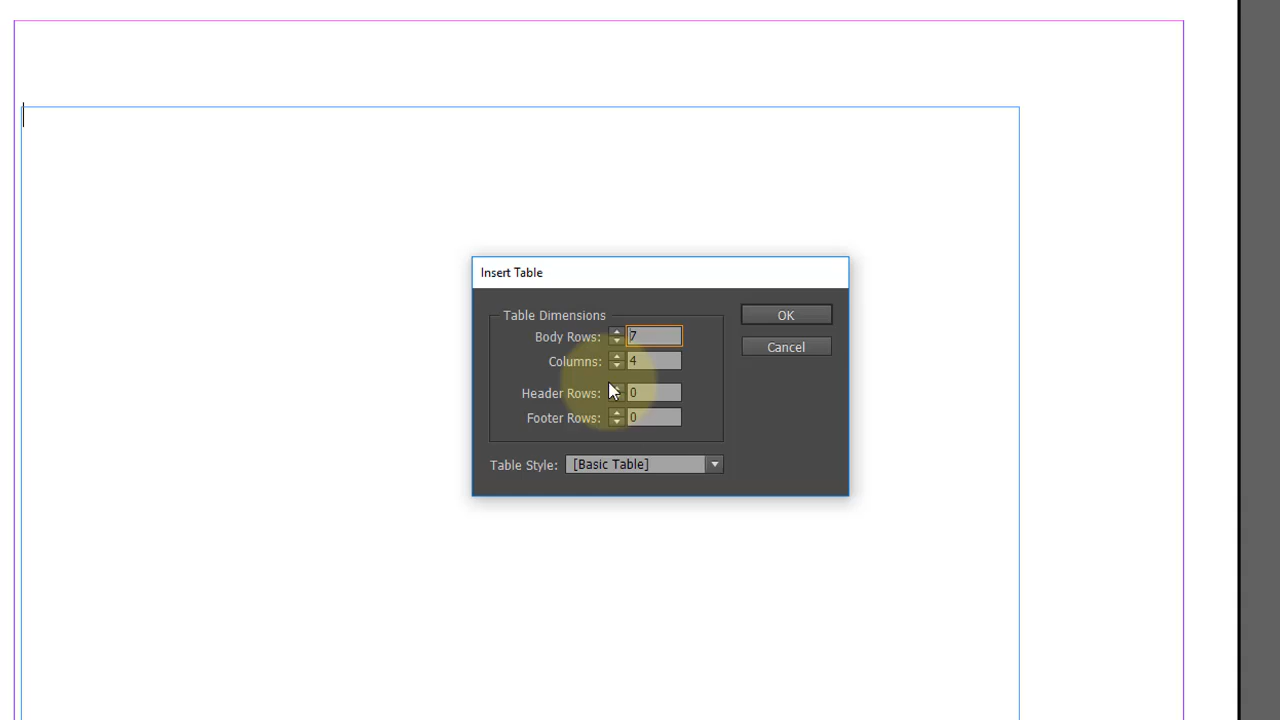 Insert Table
Table Dimensions
OK
Body Rows: 7
Cancel
Columns: 4
Header Rows: 0
Footer Rows: 0
Table Style: [Basic Table]